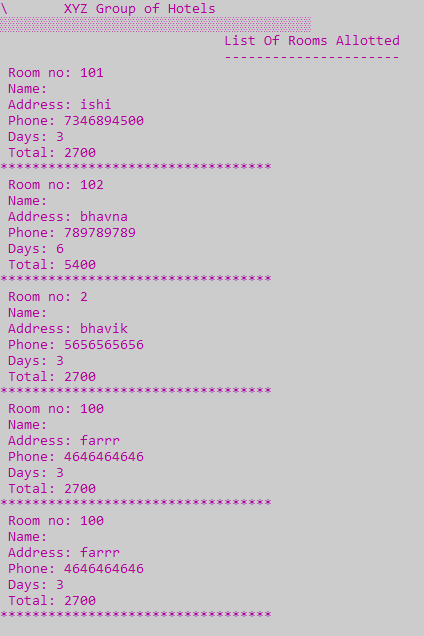 \ XYZ Group of Hotels
░░░░░░░░░░░░░░░░░░░░░░░░░░░░░░░░░░░░░░░
List Of Rooms Allotted
----------------------
Room no: 101
Name:
Address: ishi
Phone: 7346894500
Days: 3
Total: 2700
**********************************
Room no: 102
Name:
Address: bhavna
Phone: 789789789
Days: 6
Total: 5400
**********************************
Room no: 2
Name:
Address: bhavik
Phone: 5656565656
Days: 3
Total: 2700
**********************************
Room no: 100
Name:
Address: farrr
Phone: 4646464646
Days: 3
Total: 2700
**********************************
Room no: 100
Name:
Address: farrr
Phone: 4646464646
Days: 3
Total: 2700
**********************************